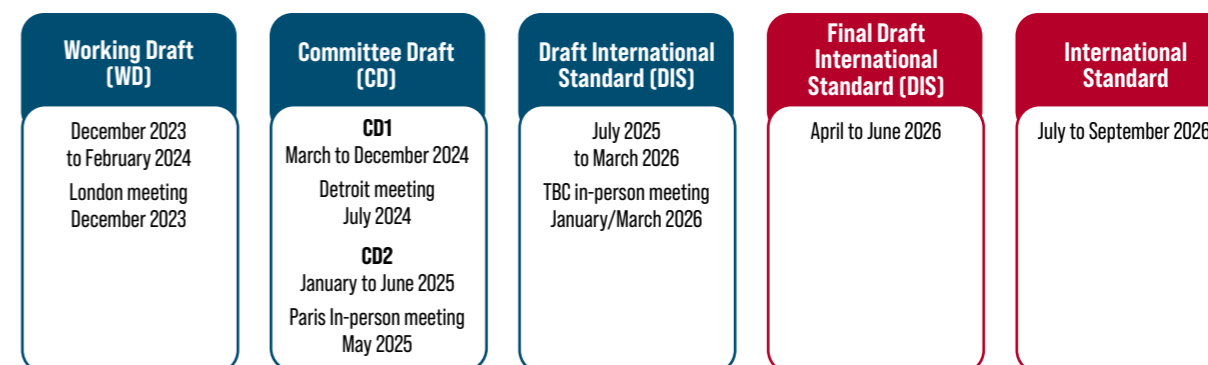 Working Draft
(WD)
December 2023
to February 2024
London meeting
December 2023
Committee Draft
(CD)
CD1
March to December 2024
Detroit meeting
July 2024
CD2
January to June 2025
Paris In-person meeting
May 2025
Draft International
Standard (DIS)
July 2025
to March 2026
TBC in-person meeting
January/March 2026
Final Draft
International
Standard (DIS)
April to June 2026
International
Standard
July to September 2026